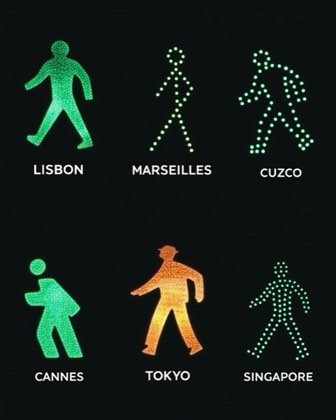 LISBON
MARSEILLES
CUZCO
CANNES
TOKYO
SINGAPORE